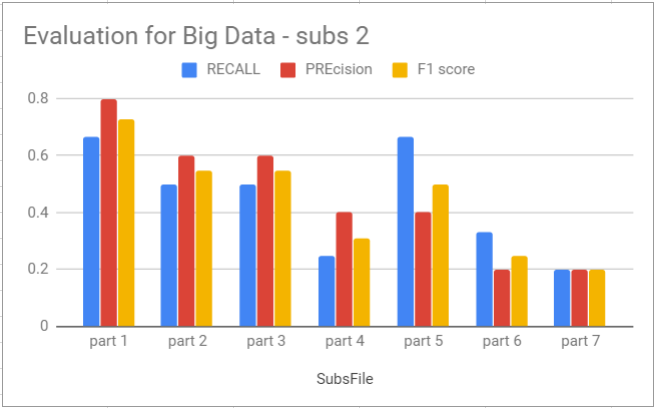 Evaluation for Big Data - subs 2
RECALL PREcision F1 score
0.8
0.6
0.4
0.2
0
part 1 part 2 part 3 part 4 part 5 part 6 part 7
SubsFile